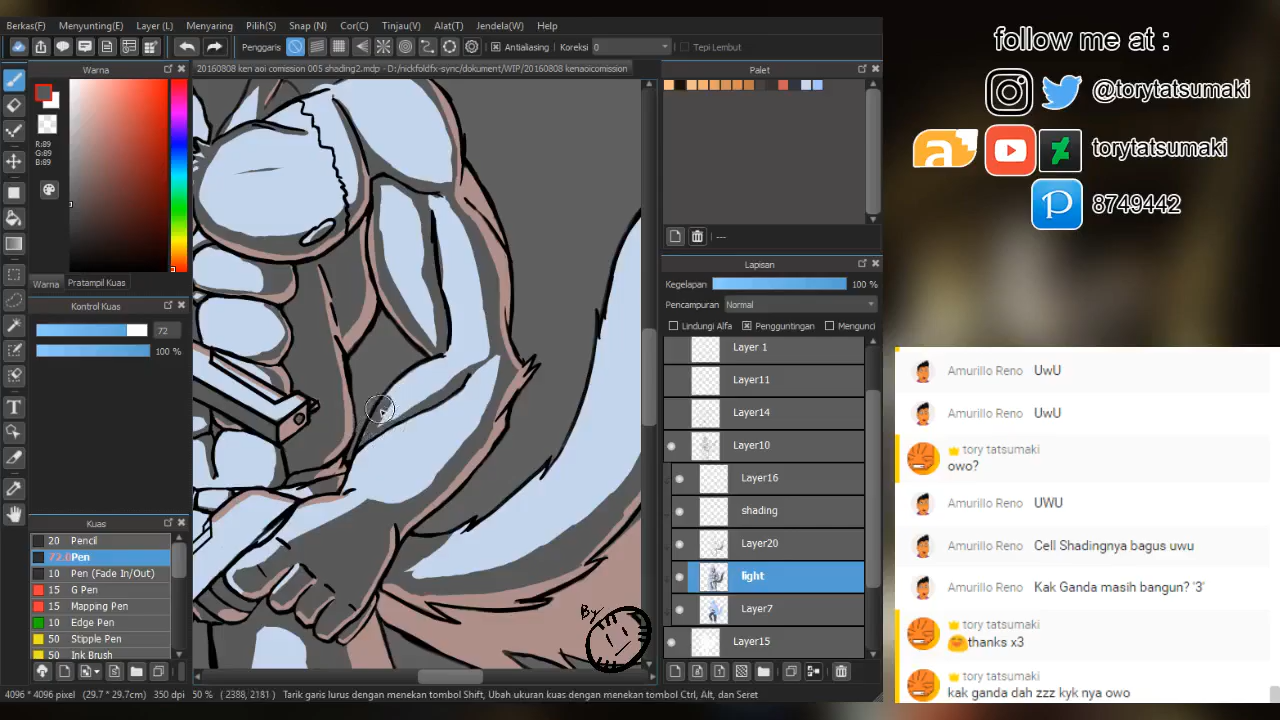 Berkas(F) Menyunting(E) Layer (L) Menyaring Pilih(S) Snap (N) Cor(C) Tinjau(V) Alat(T) Jendela(W) Help
Penggaris Antialiasing Koreksi 0 Tepi Lembut
Warna
20160808 ken aoi comission 005 shading2.mdp - D:/nickfoldfx-sync/dokument/WIP/20160808 kenaoicomission
R:89
G:89
B:89
Warna Pratampil Kuas
Kontrol Kuas
72
100 %
Kuas
20 Pencil
72.0 Pen
10 Pen (Fade In/Out)
15 G Pen
15 Mapping Pen
10 Edge Pen
50 Stipple Pen
50 Ink Brush
By
Palet
---
Lapisan
Kegelapan 100 %
Pencampuran Normal
Lindungi Alfa Pengguntingan Mengunci
Layer 1
Layer11
Layer14
Layer10
Layer16
shading
Layer20
light
Layer7
Layer15
4096 * 4096 pixel (29.7 * 29.7cm) 350 dpi 50 % (2388, 2181) Tarik garis lurus dengan menekan tombol Shift, Ubah ukuran kuas dengan menekan tombol Ctrl, Alt, dan Seret
follow me at :
@torytatsumaki
a torytatsumaki
P 8749442
Amurillo Reno UwU
Amurillo Reno UwU
tory tatsumaki
owo?
Amurillo Reno UWU
Amurillo Reno Cell Shadingnya bagus uwu
Amurillo Reno Kak Ganda masih bangun? '3'
tory tatsumaki
thanks x3
tory tatsumaki
kak ganda dah zzz kyk nya owo